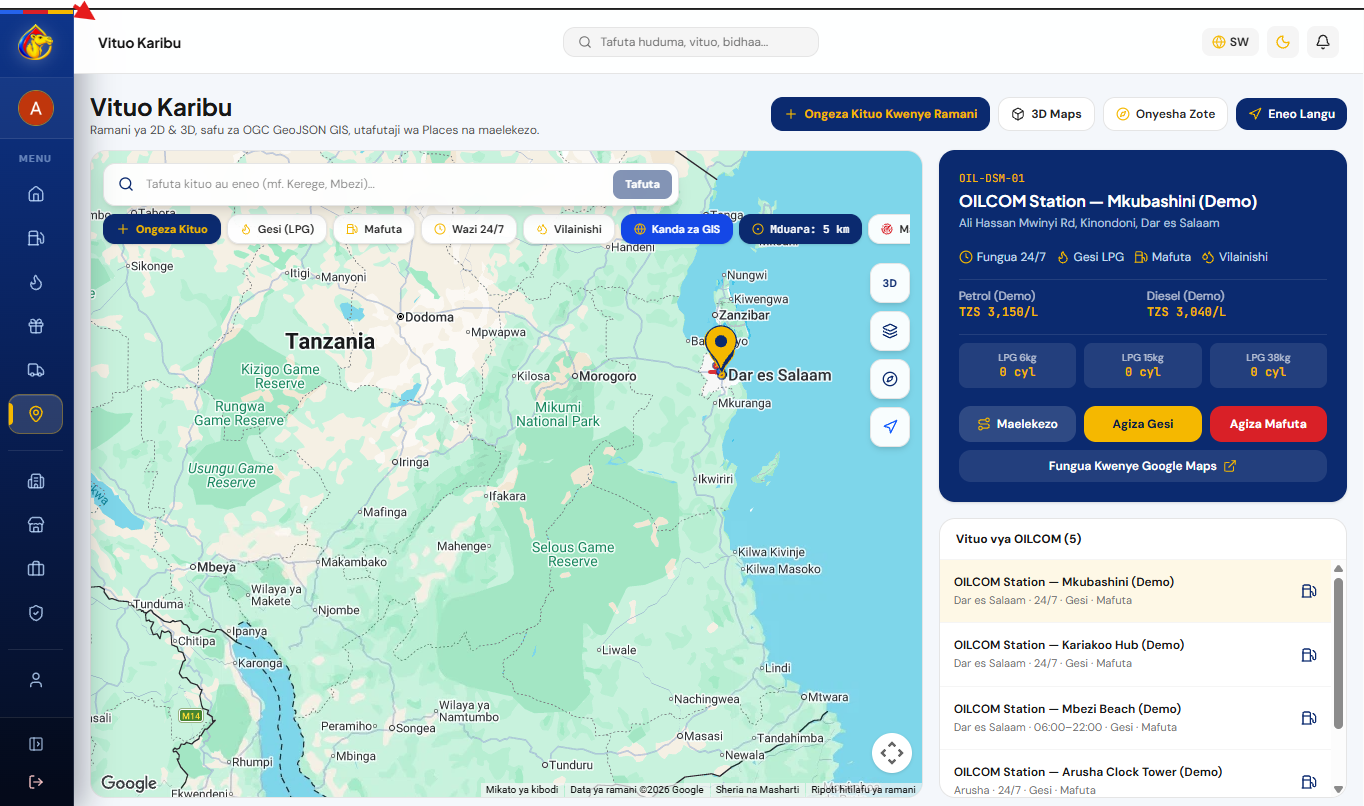 Vituo Karibu
Tafuta huduma, vituo, bidhaa...
SW
A
MENU
Vituo Karibu
Ramani ya 2D & 3D, safu za OGC GeoJSON GIS, utafutaji wa Places na maelekezo.
Ongeza Kituo Kwenye Ramani
3D Maps
Onyesha Zote
Eneo Langu
Tafuta kituo au eneo (mf. Kerege, Mbezi)...
Tafuta
Ongeza Kituo
Gesi (LPG)
Mafuta
Wazi 24/7
Vilainishi
Kanda za GIS
Mduara: 5 km
M
3D
Tabora
Tanga
Handeni
Sikonge
Itigi
Manyoni
Nungwi
Kiwengwa
Dodoma
Zanzibar
Tanzania
Mpwapwa
Kizigo Game
Reserve
Kilosa
Morogoro
Dar es Salaam
Rungwa
Game Reserve
Mikumi
National Park
Mkuranga
Usungu Game
Reserve
Iringa
Ikwiriri
Ifakara
Mafinga
Mahenge
Selous Game
Reserve
Kilwa Kivinje
Kilwa Masoko
Mbeya
Makambako
Wilaya ya
Makete
Tunduma
Njombe
Ipanya
Chitipa
Karonga
Liwale
Lindi
Nachingwea
Mtwara
Wilaya ya
Namtumbo
M14
Peramiho
Songea
Masasi
Tandahimba
Newala
Mbinga
Rhumpi
Tunduru
Ekwendeni
Google
Mikato ya kibodi
Data ya ramani ©2026 Google
Sheria na Masharti
Ripoti hitilafu ya ramani
OIL-DSM-01
OILCOM Station — Mkubashini (Demo)
Ali Hassan Mwinyi Rd, Kinondoni, Dar es Salaam
Fungua 24/7 Gesi LPG Mafuta Vilainishi
Petrol (Demo) Diesel (Demo)
TZS 3,150/L TZS 3,040/L
LPG 6kg LPG 15kg LPG 38kg
0 cyl 0 cyl 0 cyl
Maelekezo Agiza Gesi Agiza Mafuta
Fungua Kwenye Google Maps
Vituo vya OILCOM (5)
OILCOM Station — Mkubashini (Demo)
Dar es Salaam · 24/7 · Gesi · Mafuta
OILCOM Station — Kariakoo Hub (Demo)
Dar es Salaam · 24/7 · Gesi · Mafuta
OILCOM Station — Mbezi Beach (Demo)
Dar es Salaam · 06:00–22:00 · Gesi · Mafuta
OILCOM Station — Arusha Clock Tower (Demo)
Arusha · 24/7 · Gesi · Mafuta